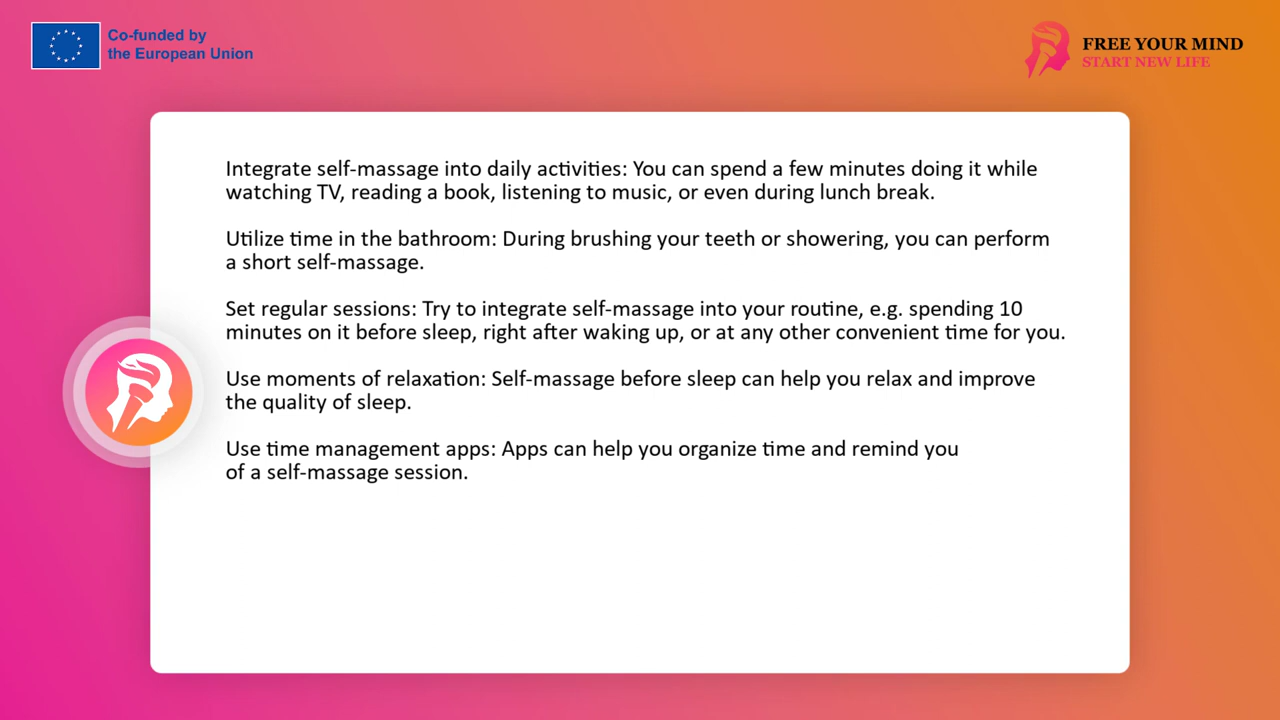 Co-funded by
the European Union
FREE YOUR MIND
START NEW LIFE
Integrate self-massage into daily activities: You can spend a few minutes doing it while
watching TV, reading a book, listening to music, or even during lunch break.
Utilize time in the bathroom: During brushing your teeth or showering, you can perform
a short self-massage.
Set regular sessions: Try to integrate self-massage into your routine, e.g. spending 10
minutes on it before sleep, right after waking up, or at any other convenient time for you.
Use moments of relaxation: Self-massage before sleep can help you relax and improve
the quality of sleep.
Use time management apps: Apps can help you organize time and remind you
of a self-massage session.